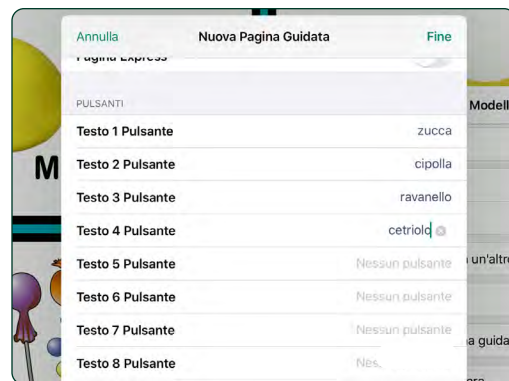 Annulla Nuova Pagina Guidata Fine
Pagina Express
PULSANTI
Modell
Testo 1 Pulsante zucca
Testo 2 Pulsante cipolla
M
Testo 3 Pulsante ravanello
Testo 4 Pulsante cetriolo
Testo 5 Pulsante Nessun pulsante
un'altr
Testo 6 Pulsante Nessun pulsante
Testo 7 Pulsante Nessun pulsante
a guida
Testo 8 Pulsante